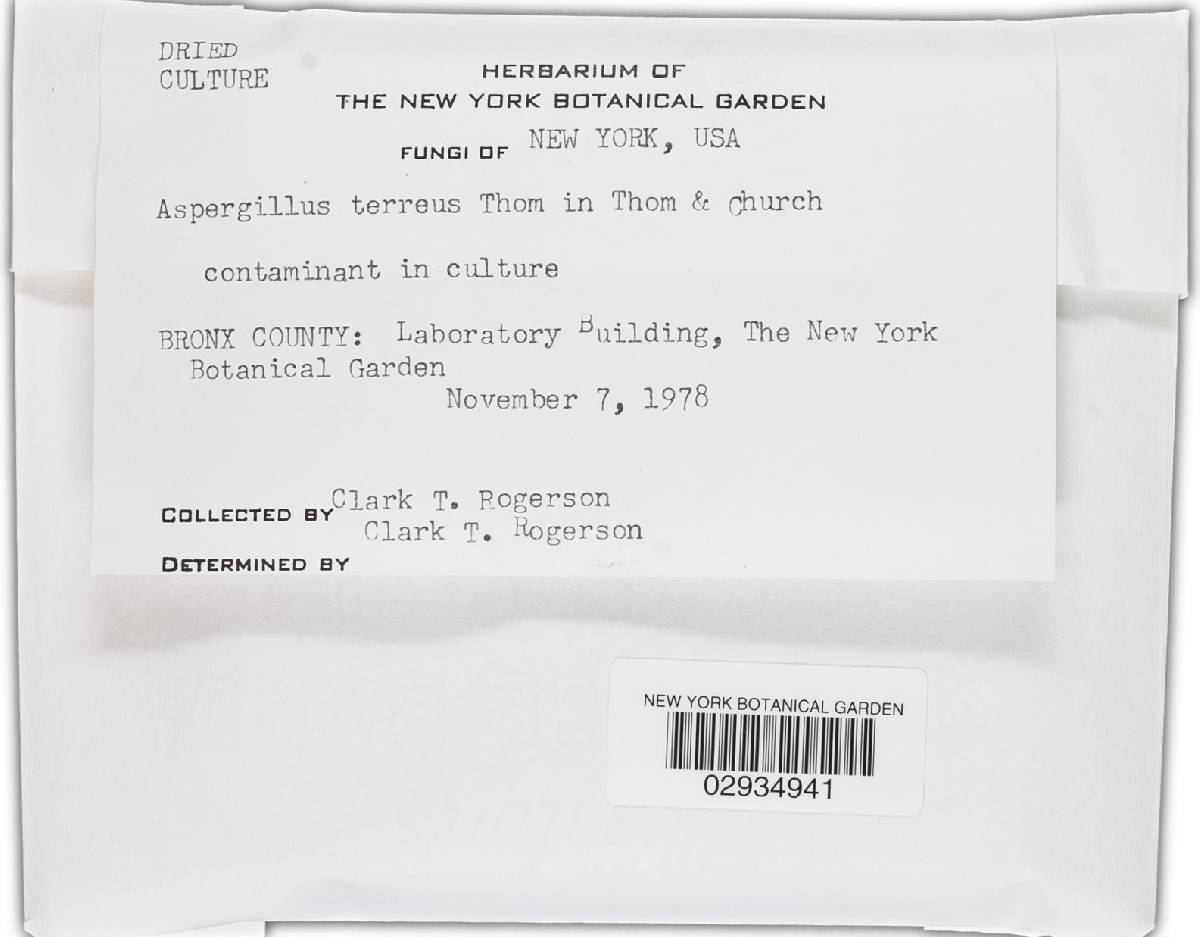 DRIED
CULTURE
HERBARIUM OF
THE NEW YORK BOTANICAL GARDEN
FUNGI OF NEW YORK, USA
Aspergillus terreus Thom in Thom & Church
contaminant in culture
BRONX COUNTY: Laboratory Building, The New York
Botanical Garden
November 7, 1978
COLLECTED BY Clark T. Rogerson
Clark T. Rogerson
DETERMINED BY
NEW YORK BOTANICAL GARDEN
02934941